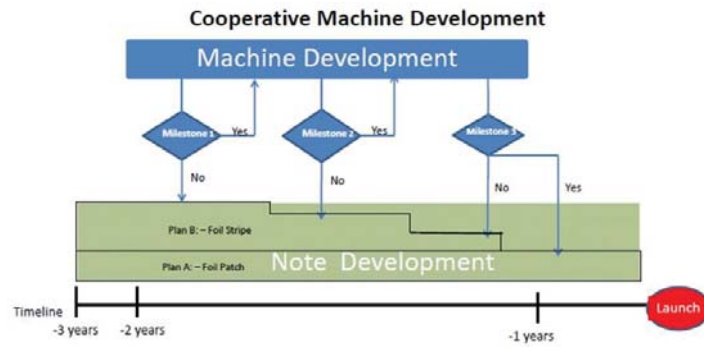 Cooperative Machine Development
Machine Development
Milestone 1
Yes
Milestone 2
Yes
Milestone 3
No
No
No
Yes
Plan B: – Foil Stripe
Plan A: – Foil Patch
Note Development
Timeline
-3 years
-2 years
-1 years
Launch